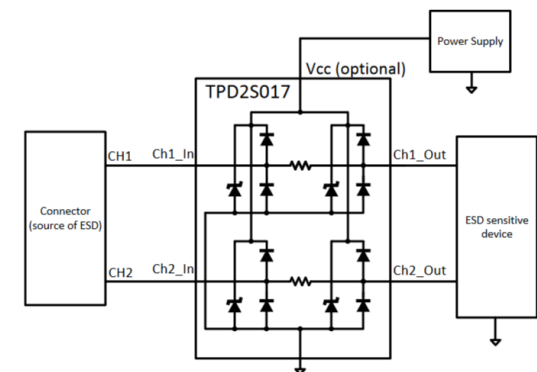 Power Supply
Vcc (optional)
TPD2S017
CH1
Ch1_In
Ch1_Out
Connector
(source of ESD)
ESD sensitive
device
CH2
Ch2_In
Ch2_Out